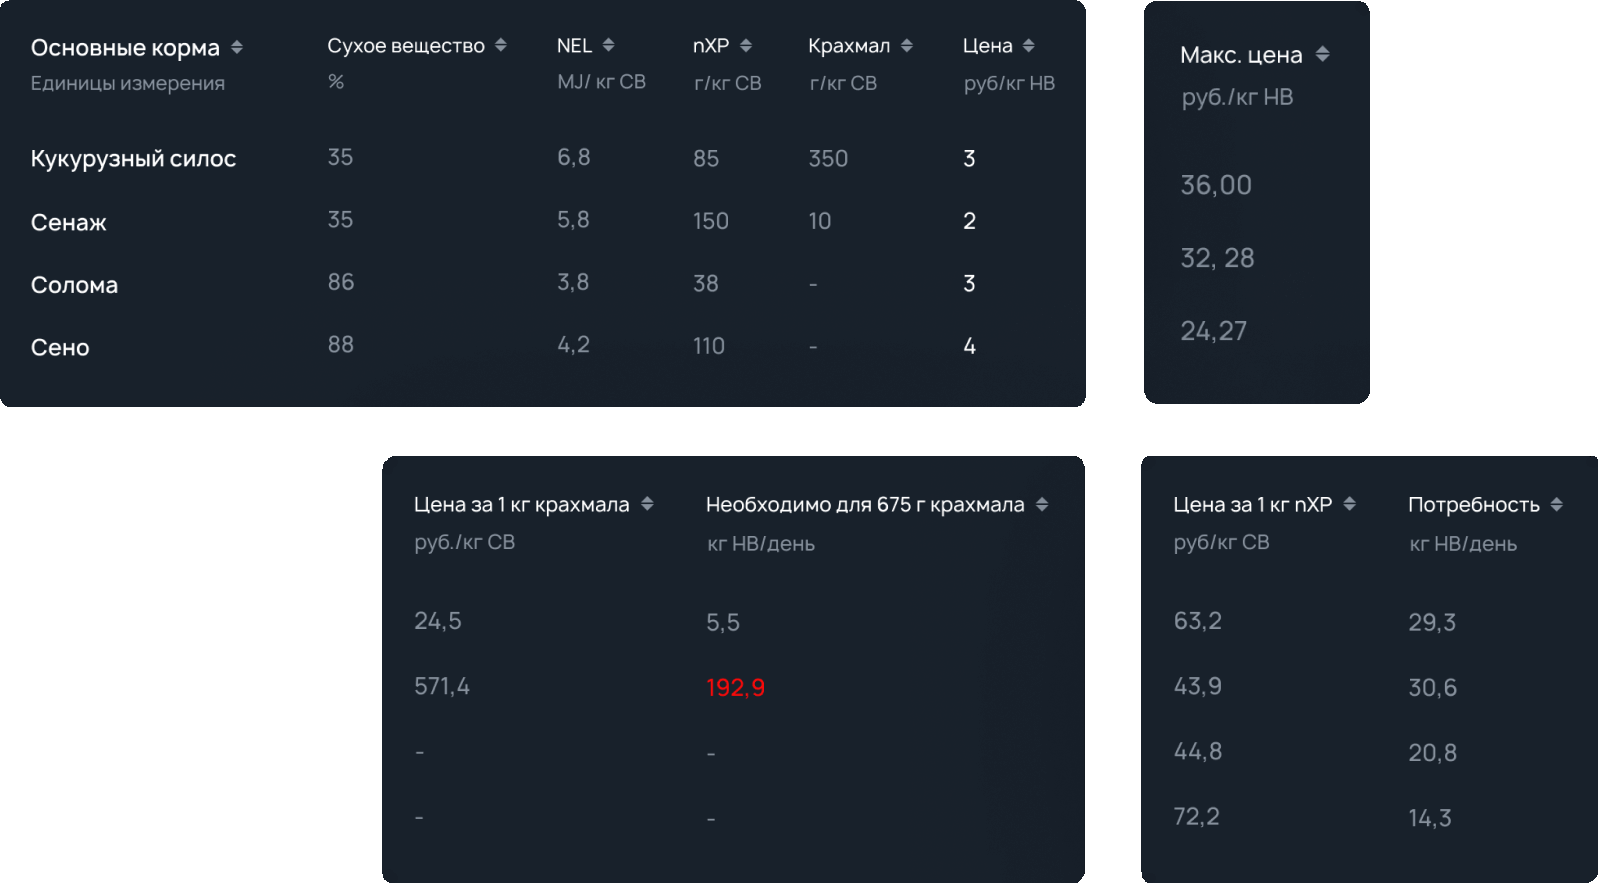 Основные корма Сухое вещество NEL nXP Крахмал Цена
Единицы измерения % MJ/ кг СВ г/кг СВ г/кг СВ руб/кг НВ
Кукурузный силос 35 6,8 85 350 3
Сенаж 35 5,8 150 10 2
Солома 86 3,8 38 - 3
Сено 88 4,2 110 - 4
Макс. цена
руб./кг НВ
36,00
32, 28
24,27
Цена за 1 кг крахмала Необходимо для 675 г крахмала
руб./кг СВ кг НВ/день
24,5 5,5
571,4 192,9
- -
- -
Цена за 1 кг nXP Потребность
руб/кг СВ кг НВ/день
63,2 29,3
43,9 30,6
44,8 20,8
72,2 14,3